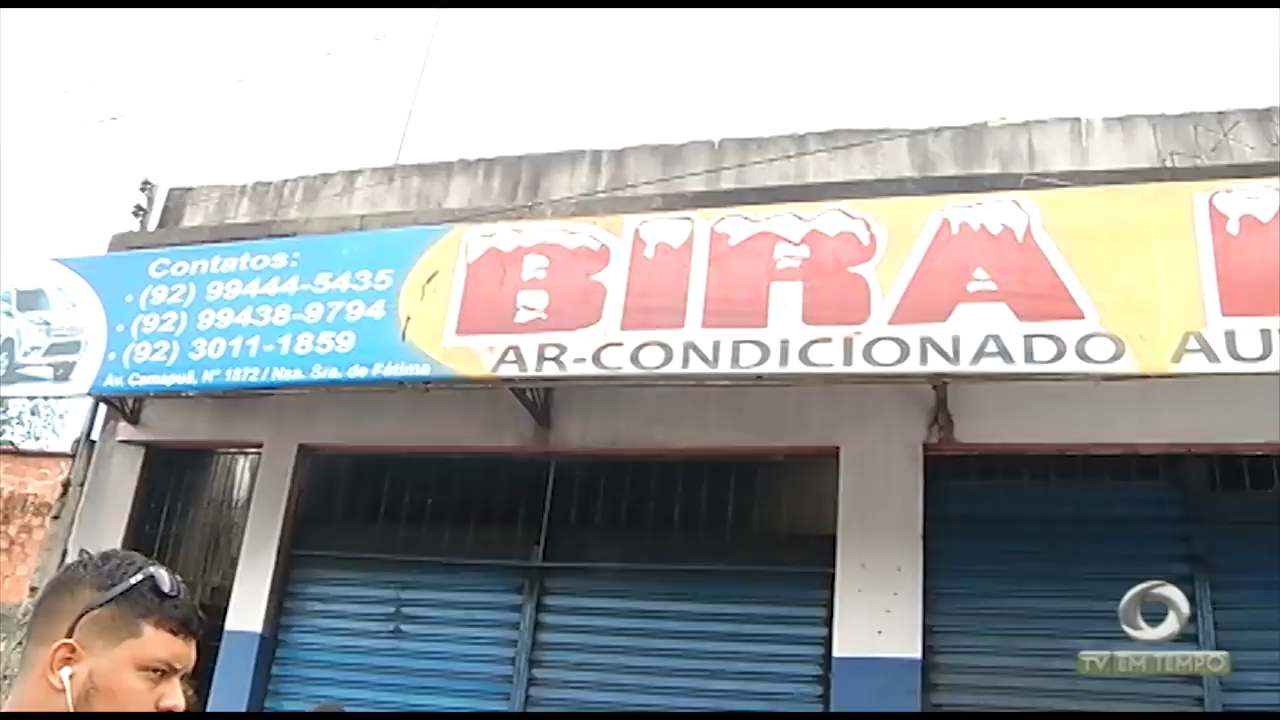 Contatos:
• (92) 99444-5435
• (92) 99438-9794
• (92) 3011-1859
Av. Camapuã, Nº 1872 / Nsa. Sra. de Fátima
BIRA
AR-CONDICIONADO AU
TV EM TEMPO